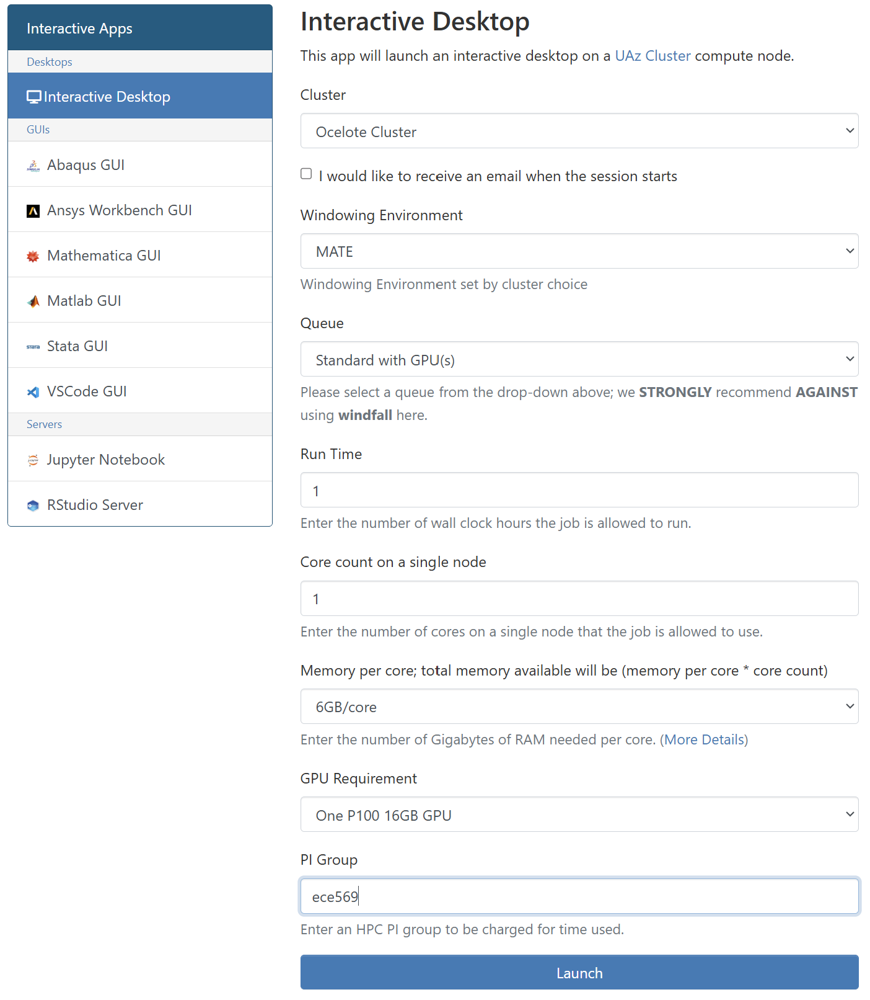 Interactive Apps
Desktops
Interactive Desktop
GUIs
Abaqus GUI
Ansys Workbench GUI
Mathematica GUI
Matlab GUI
Stata GUI
VSCode GUI
Servers
Jupyter Notebook
RStudio Server
Interactive Desktop
This app will launch an interactive desktop on a UAz Cluster compute node.
Cluster
Ocelote Cluster
I would like to receive an email when the session starts
Windowing Environment
MATE
Windowing Environment set by cluster choice
Queue
Standard with GPU(s)
Please select a queue from the drop-down above; we STRONGLY recommend AGAINST
using windfall here.
Run Time
1
Enter the number of wall clock hours the job is allowed to run.
Core count on a single node
1
Enter the number of cores on a single node that the job is allowed to use.
Memory per core; total memory available will be (memory per core * core count)
6GB/core
Enter the number of Gigabytes of RAM needed per core. (More Details)
GPU Requirement
One P100 16GB GPU
PI Group
ece569
Enter an HPC PI group to be charged for time used.
Launch